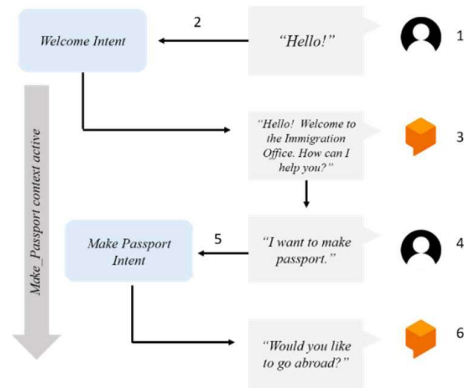 2
Welcome Intent
“Hello!”
1
“Hello! Welcome to
the Immigration
Office. How can I
help you?”
3
Make_Passport context active
5
Make Passport
Intent
“I want to make
passport.”
4
“Would you like
to go abroad?”
6